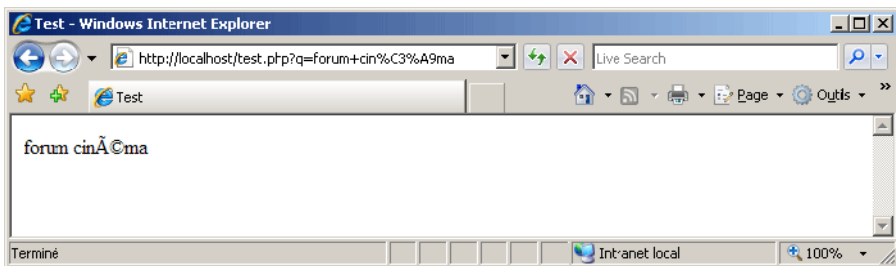 Test - Windows Internet Explorer
http://localhost/test.php?q=forum+cin%C3%A9ma
Live Search
Test
Page
Outils
»
forum cinÃ©ma
Terminé
Intranet local
100%